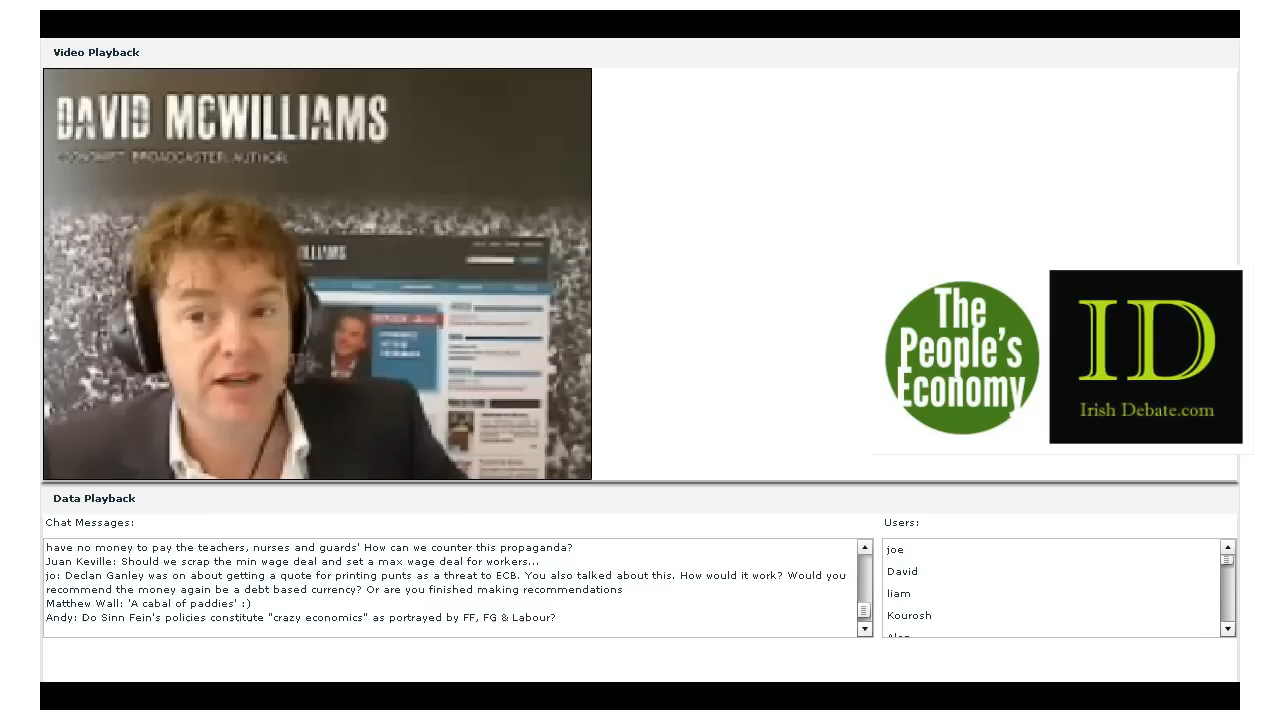 Video Playback
DAVID MCWILLIAMS
ECONOMIST. BROADCASTER. AUTHOR.
The
People's
Economy
ID
Irish Debate.com
Data Playback
Chat Messages:
Users:
have no money to pay the teachers, nurses and guards' How can we counter this propaganda?
Juan Keville: Should we scrap the min wage deal and set a max wage deal for workers...
jo: Declan Ganley was on about getting a quote for printing punts as a threat to ECB. You also talked about this. How would it work? Would you
recommend the money again be a debt based currency? Or are you finished making recommendations
Matthew Wall: 'A cabal of paddies' :)
Andy: Do Sinn Fein' policies constitute "crazy economics" as portrayed by FF, FG & Labour?
joe
David
liam
Kourosh